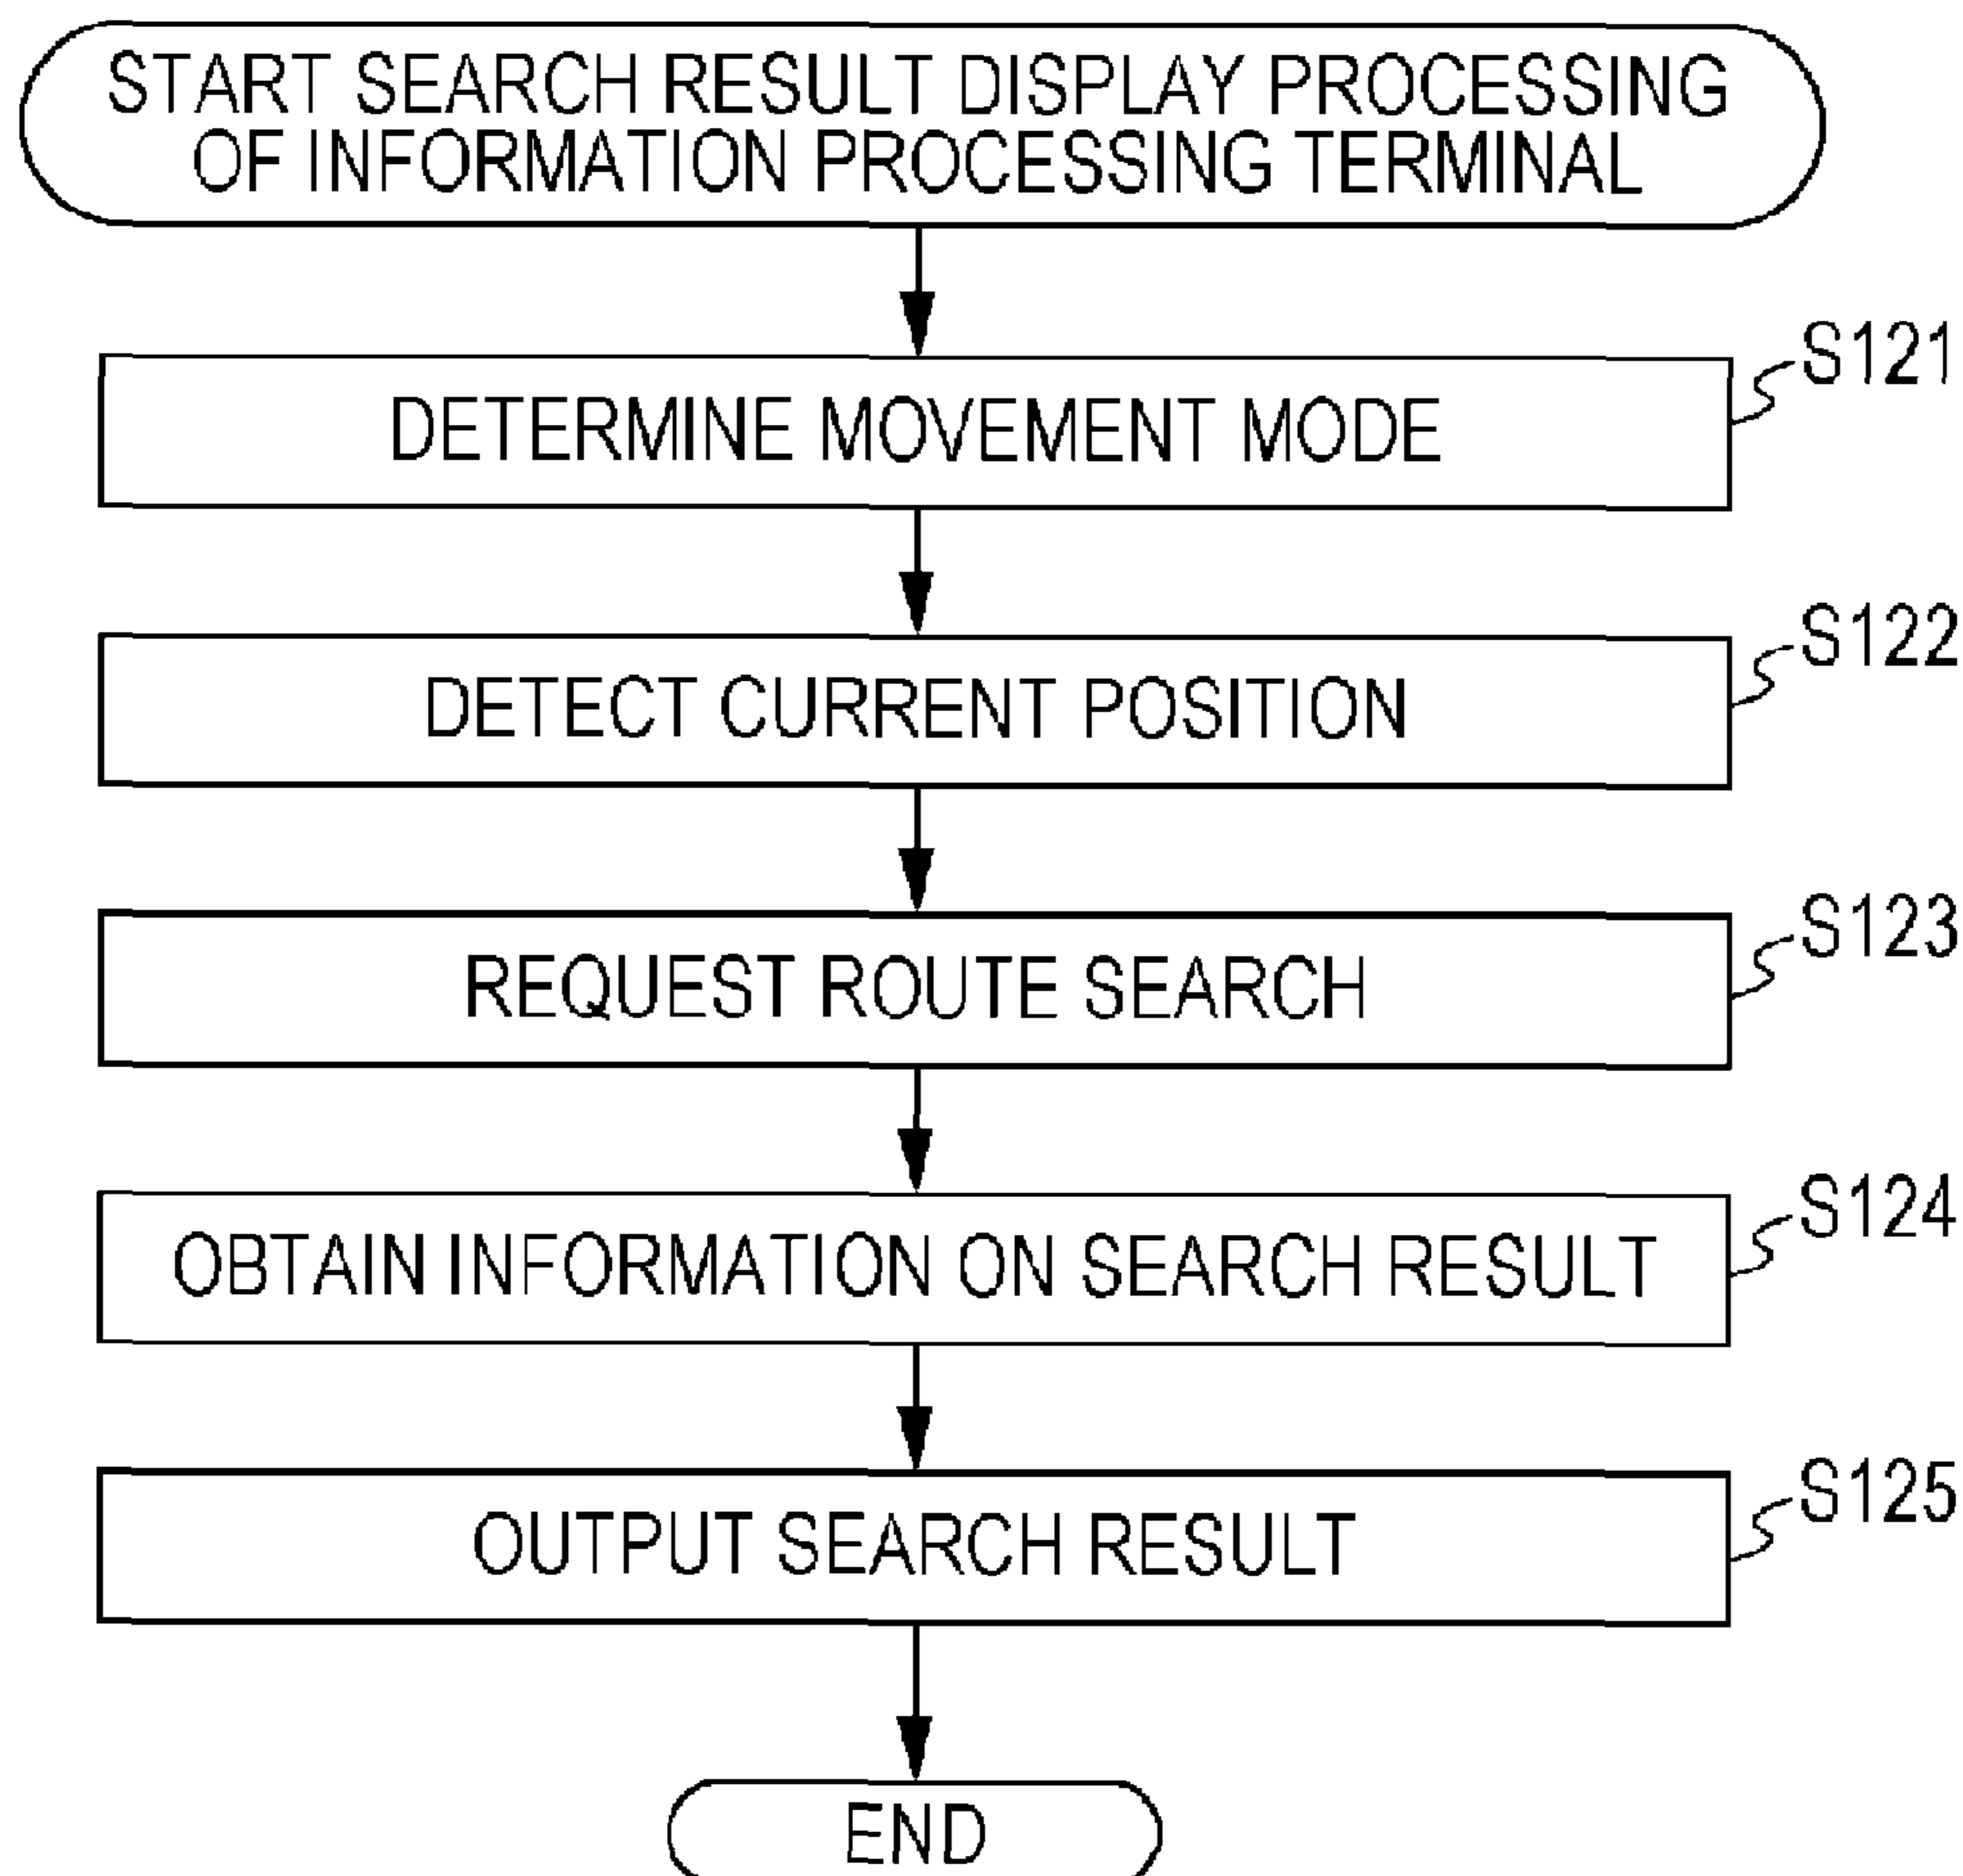 START SEARCH RESULT DISPLAY PROCESSING
OF INFORMATION PROCESSING TERMINAL
S121
DETERMINE MOVEMENT MODE
S122
DETECT CURRENT POSITION
S123
REQUEST ROUTE SEARCH
S124
OBTAIN INFORMATION ON SEARCH RESULT
S125
OUTPUT SEARCH RESULT
END